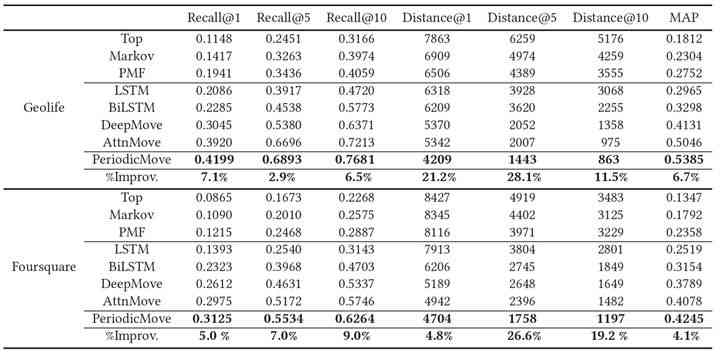 Recall@1 Recall@5 Recall@10 Distance@1 Distance@5 Distance@10 MAP
Top 0.1148 0.2451 0.3166 7863 6259 5176 0.1812
Markov 0.1417 0.3263 0.3974 6909 4974 4259 0.2304
PMF 0.1941 0.3436 0.4059 6506 4389 3555 0.2752
LSTM 0.2086 0.3917 0.4720 6318 3928 3068 0.2965
Geolife BiLSTM 0.2285 0.4538 0.5773 6209 3620 2255 0.3298
DeepMove 0.3045 0.5380 0.6371 5370 2052 1358 0.4131
AttnMove 0.3920 0.6696 0.7213 5342 2007 975 0.5046
PeriodicMove 0.4199 0.6893 0.7681 4209 1443 863 0.5385
%Improv. 7.1% 2.9% 6.5% 21.2% 28.1% 11.5% 6.7%
Top 0.0865 0.1673 0.2268 8427 4919 3483 0.1347
Markov 0.1090 0.2010 0.2575 8345 4402 3125 0.1792
PMF 0.1215 0.2468 0.2887 8116 3971 3229 0.2358
LSTM 0.1393 0.2540 0.3143 7913 3804 2801 0.2519
Foursquare BiLSTM 0.2323 0.3968 0.4703 6206 2745 1849 0.3154
DeepMove 0.2612 0.4631 0.5337 5189 2648 1649 0.3789
AttnMove 0.2975 0.5172 0.5746 4942 2396 1482 0.4078
PeriodicMove 0.3125 0.5534 0.6264 4704 1758 1197 0.4245
%Improv. 5.0 % 7.0% 9.0% 4.8% 26.6% 19.2 % 4.1%